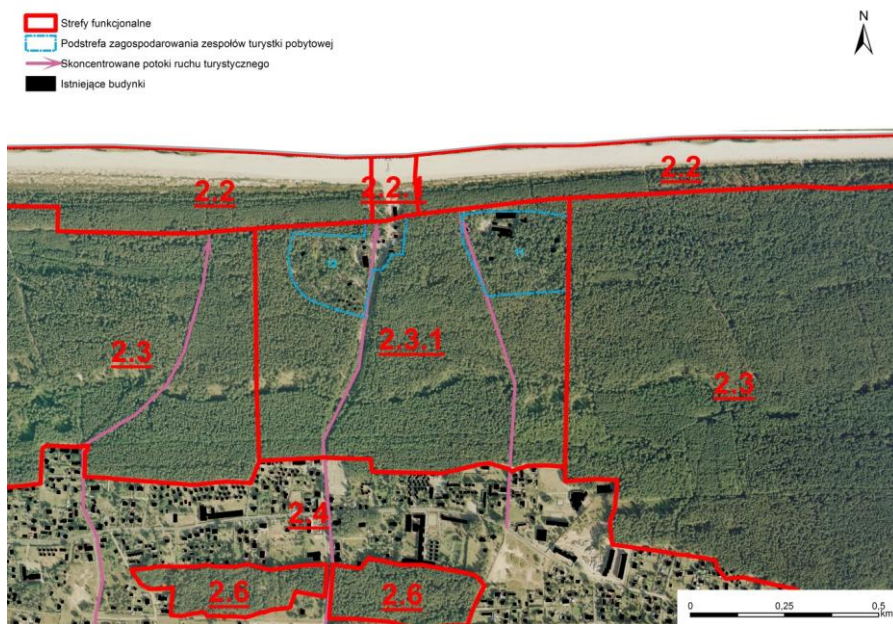 Strefy funkcjonalne
Podstrefa zagospodarowania zespołów turystki pobytowej
Skoncentrowane potoki ruchu turystycznego
Istniejące budynki
N
2.2
2.2.1
2.2
2.3
2.3.1
2.3
2.4
2.6
2.6
0 0,25 0,5
km